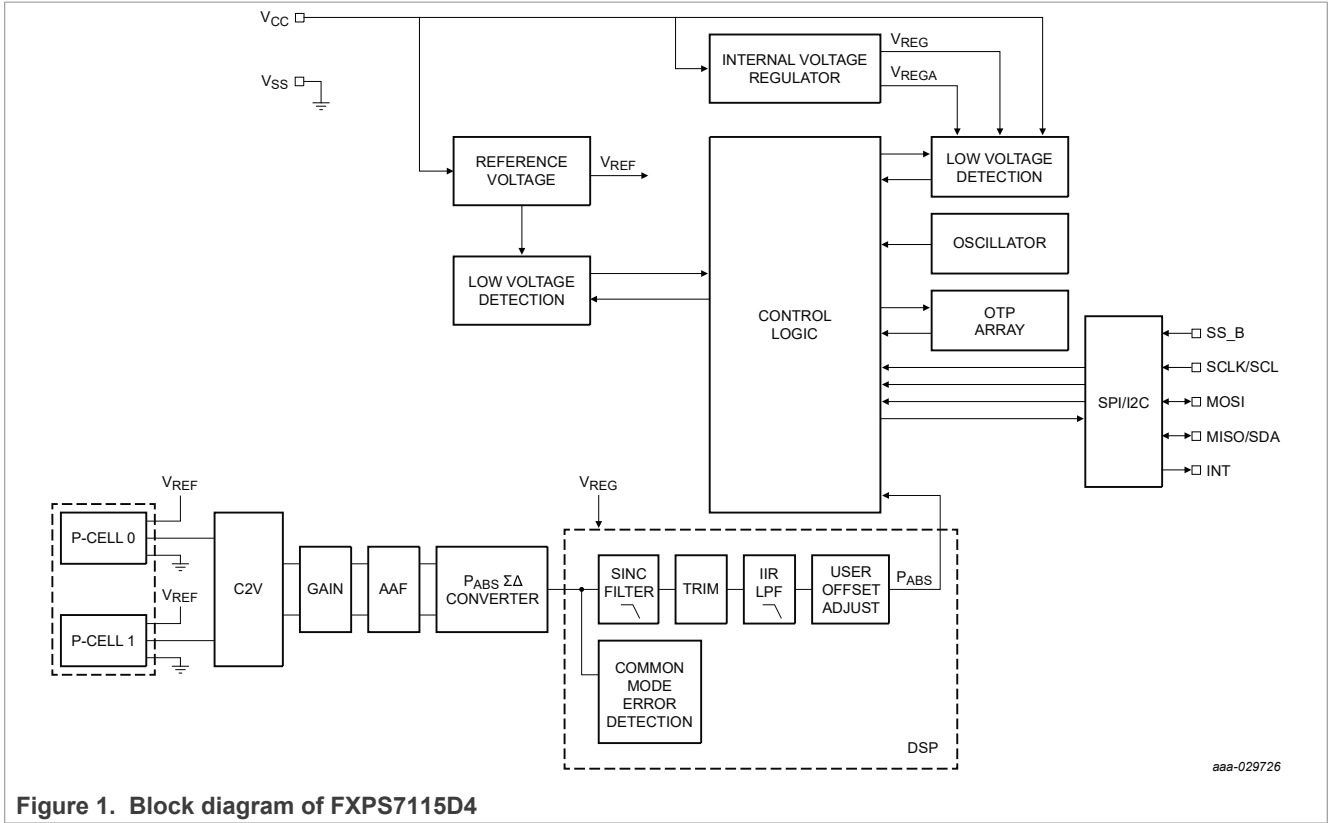 VCC
VSS
INTERNAL VOLTAGE
REGULATOR
VREG
VREGA
REFERENCE
VOLTAGE
VREF
LOW VOLTAGE
DETECTION
LOW VOLTAGE
DETECTION
OSCILLATOR
CONTROL
LOGIC
OTP
ARRAY
SPI/I2C
SS_B
SCLK/SCL
MOSI
MISO/SDA
INT
VREF
P-CELL 0
VREF
P-CELL 1
C2V
GAIN
AAF
PABS ΣΔ
CONVERTER
VREG
SINC
FILTER
TRIM
IIR
LPF
USER
OFFSET
ADJUST
PABS
COMMON
MODE
ERROR
DETECTION
DSP
aaa-029726
Figure 1. Block diagram of FXPS7115D4